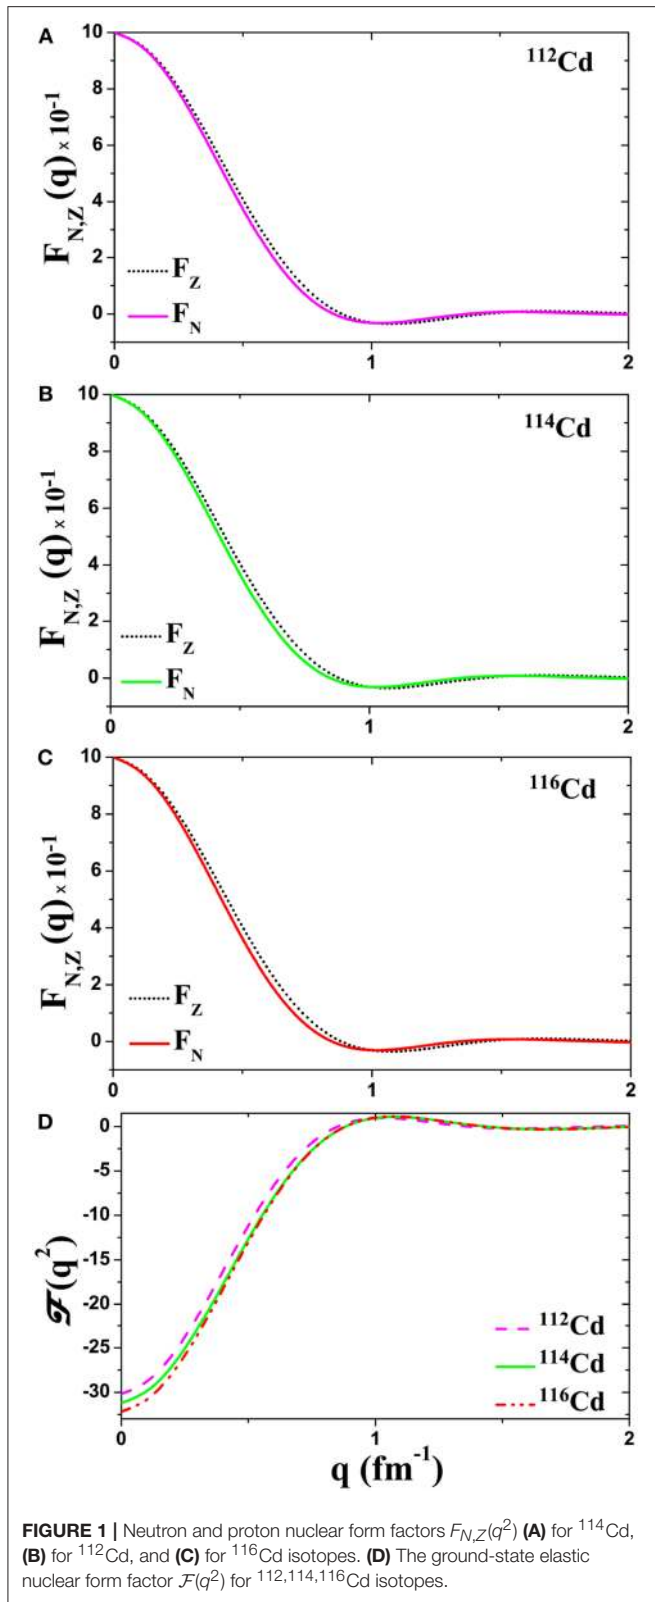 A
10
8
6
4
2
0
F_{N,Z}(q) × 10^{-1}
^{112}Cd
F_Z
F_N
0 1 2
B
10
8
6
4
2
0
F_{N,Z}(q) × 10^{-1}
^{114}Cd
F_Z
F_N
0 1 2
C
10
8
6
4
2
0
F_{N,Z}(q) × 10^{-1}
^{116}Cd
F_Z
F_N
0 1 2
D
0
-5
-10
-15
-20
-25
-30
ℱ(q^2)
^{112}Cd
^{114}Cd
^{116}Cd
0 1 2
q (fm^{-1})
FIGURE 1 | Neutron and proton nuclear form factors F_{N,Z}(q^2) (A) for ^{114}Cd,
(B) for ^{112}Cd, and (C) for ^{116}Cd isotopes. (D) The ground-state elastic
nuclear form factor ℱ(q^2) for ^{112,114,116}Cd isotopes.